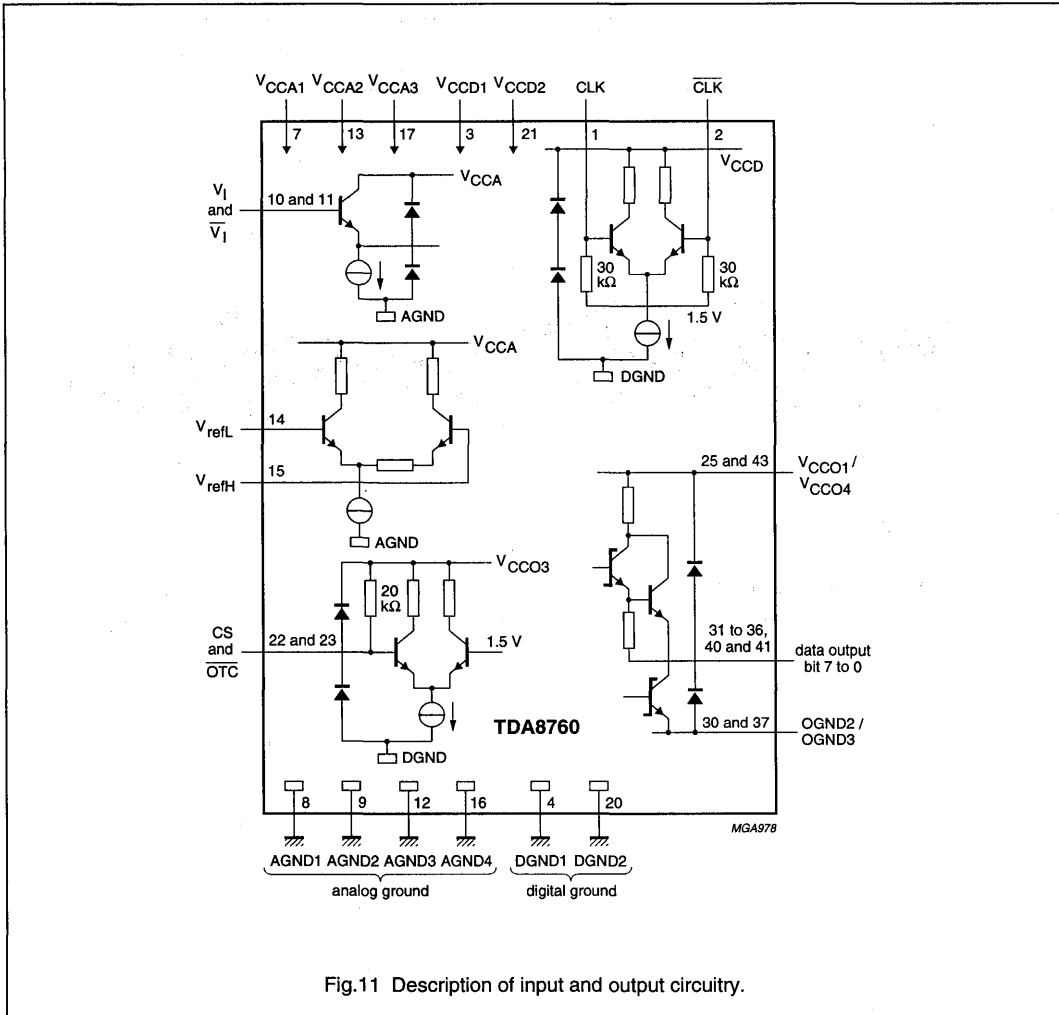 VCCA1 VCCA2 VCCA3 VCCD1 VCCD2 CLK CLK
7 13 17 3 21 1 2
VCCD
VCCA
VI
and
VI
10 and 11
30
kΩ
30
kΩ
1.5 V
AGND
DGND
VCCA
VrefL
14
VrefH
15
AGND
25 and 43
VCCO1/
VCCO4
VCCO3
20
kΩ
CS
and
OTC
22 and 23
1.5 V
31 to 36,
40 and 41
data output
bit 7 to 0
TDA8760
30 and 37
OGND2 /
OGND3
DGND
8 9 12 16 4 20
MGA978
AGND1 AGND2 AGND3 AGND4 DGND1 DGND2
analog ground digital ground
Fig.11 Description of input and output circuitry.